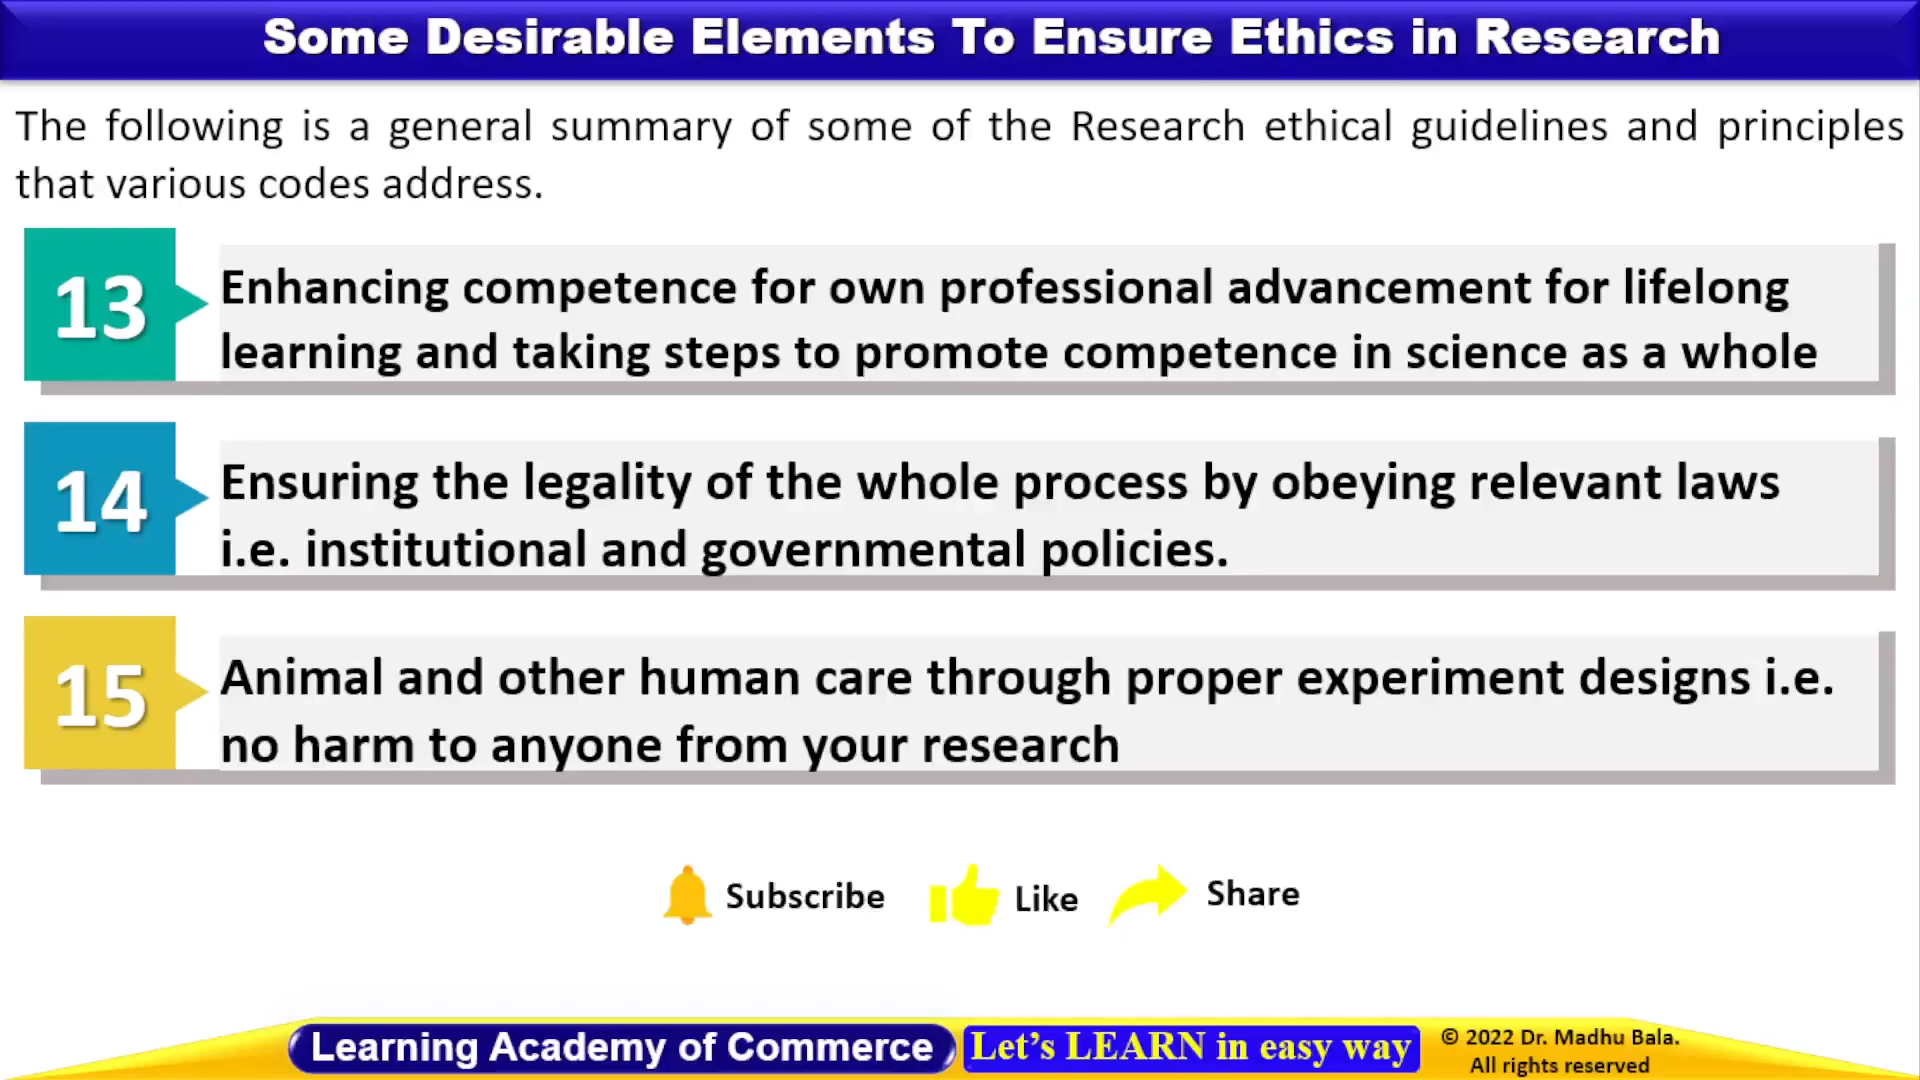 Some Desirable Elements To Ensure Ethics in Research
The following is a general summary of some of the Research ethical guidelines and principles
that various codes address.
13
Enhancing competence for own professional advancement for lifelong
learning and taking steps to promote competence in science as a whole
14
Ensuring the legality of the whole process by obeying relevant laws
i.e. institutional and governmental policies.
15
Animal and other human care through proper experiment designs i.e.
no harm to anyone from your research
Subscribe Like Share
Learning Academy of Commerce Let's LEARN in easy way
© 2022 Dr. Madhu Bala.
All rights reserved